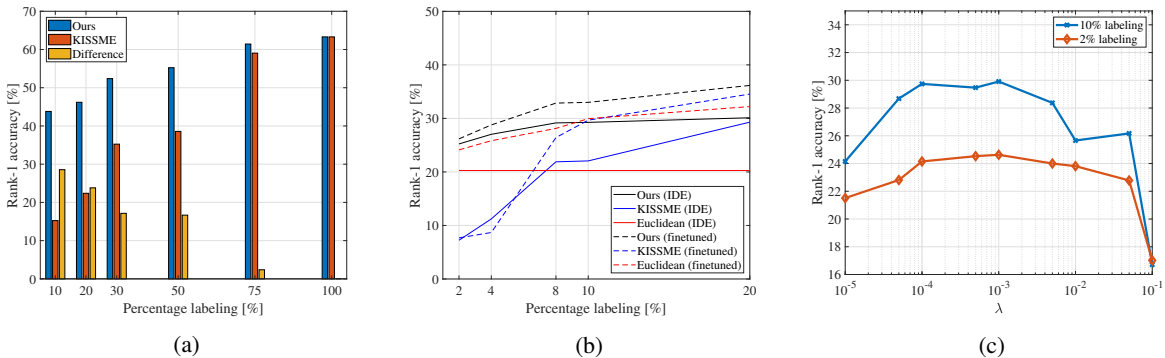 70
60
50
40
30
20
10
0
Rank-1 accuracy [%]
Ours
KISSME
Difference
10 20 30 50 75 100
Percentage labeling [%]
(a)
50
40
30
20
10
0
Rank-1 accuracy [%]
Ours (IDE)
KISSME (IDE)
Euclidean (IDE)
Ours (finetuned)
KISSME (finetuned)
Euclidean (finetuned)
2 4 8 10 20
Percentage labeling [%]
(b)
34
32
30
28
26
24
22
20
18
16
Rank-1 accuracy [%]
10% labeling
2% labeling
10⁻⁵ 10⁻⁴ 10⁻³ 10⁻² 10⁻¹
λ
(c)